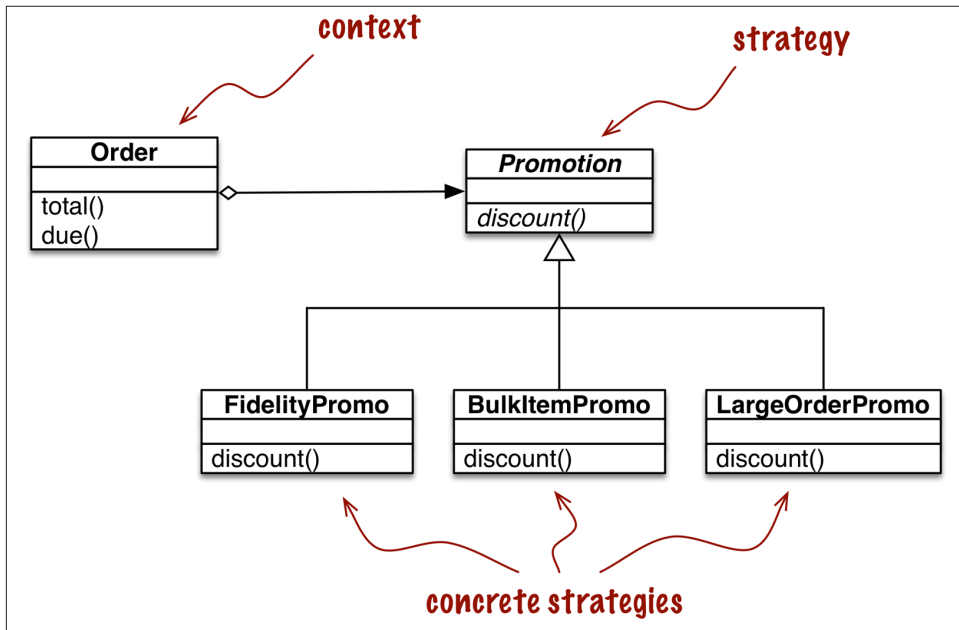 context
strategy
Order
total()
due()
Promotion
discount()
FidelityPromo
discount()
BulkItemPromo
discount()
LargeOrderPromo
discount()
concrete strategies